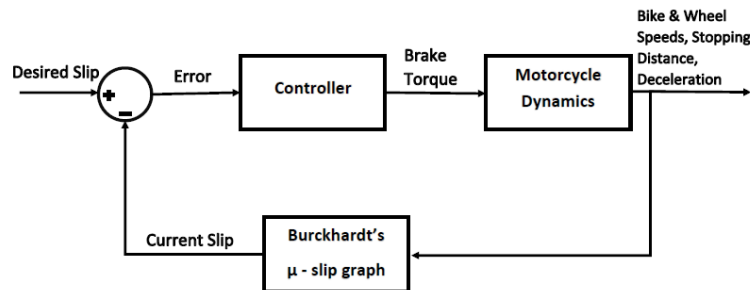 Bike & Wheel
Speeds, Stopping
Distance,
Deceleration
Desired Slip
+
−
Error
Controller
Brake
Torque
Motorcycle
Dynamics
Current Slip
Burckhardt's
μ - slip graph